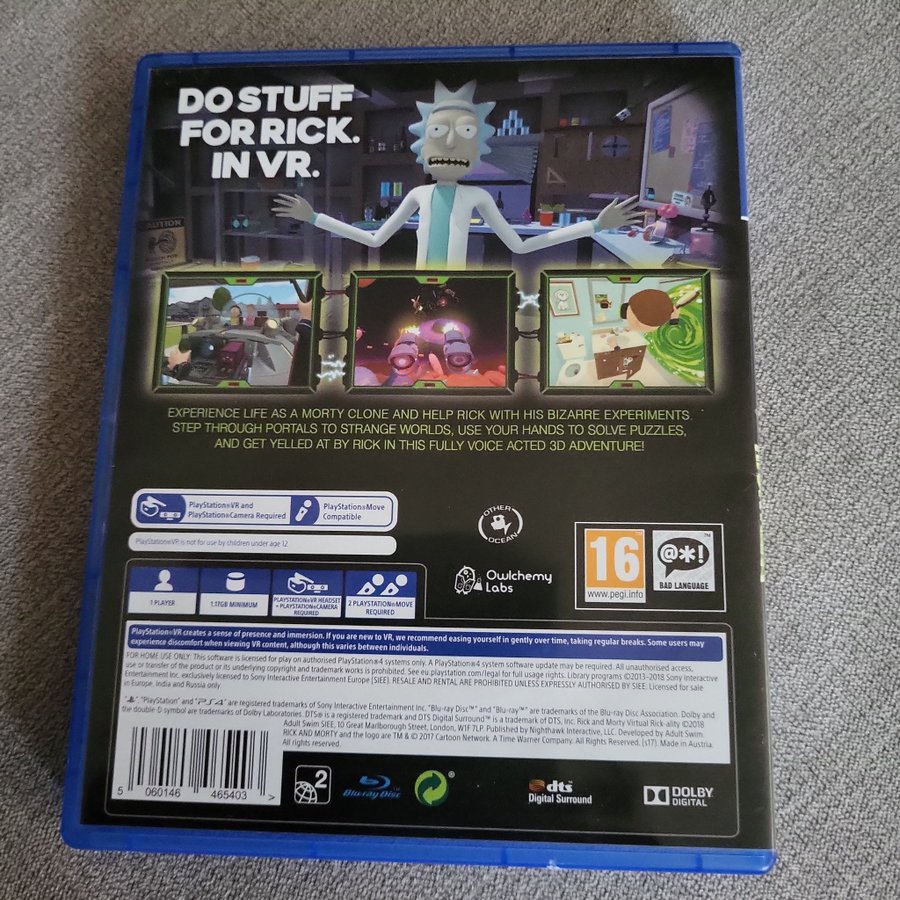 DO STUFF
FOR RICK.
IN VR.
CAUTION
EXPERIENCE LIFE AS A MORTY CLONE AND HELP RICK WITH HIS BIZARRE EXPERIMENTS.
STEP THROUGH PORTALS TO STRANGE WORLDS, USE YOUR HANDS TO SOLVE PUZZLES,
AND GET YELLED AT BY RICK IN THIS FULLY VOICE ACTED 3D ADVENTURE!
PlayStation®VR and
PlayStation®Camera Required
PlayStation®Move
Compatible
PlayStation®VR is not for use by children under age 12
OTHER
OCEAN
Owlchemy
Labs
16
www.pegi.info
@*!
BAD LANGUAGE
1 PLAYER
1.17GB MINIMUM
PLAYSTATION®VR HEADSET
+ PLAYSTATION®CAMERA
REQUIRED
2 PLAYSTATION®MOVE
REQUIRED
PlayStation®VR creates a sense of presence and immersion. If you are new to VR, we recommend easing yourself in gently over time, taking regular breaks. Some users may
experience discomfort when viewing VR content, although this varies between individuals.
FOR HOME USE ONLY: This software is licensed for play on authorised PlayStation®4 systems only. A PlayStation®4 system software update may be required. All unauthorised access,
use or transfer of the product or its underlying copyright and trademark works is prohibited. See eu.playstation.com/legal for full usage rights. Library programs ©2013-2018 Sony Interactive
Entertainment Inc. exclusively licensed to Sony Interactive Entertainment Europe (SIEE). RESALE AND RENTAL ARE PROHIBITED UNLESS EXPRESSLY AUTHORISED BY SIEE. Licensed for sale
in Europe, India and Russia only.
"PlayStation" and "PS4" are registered trademarks of Sony Interactive Entertainment Inc. "Blu-ray Disc™" and "Blu-ray™" are trademarks of the Blu-ray Disc Association. Dolby and
the double-D symbol are trademarks of Dolby Laboratories. DTS® is a registered trademark and DTS Digital Surround™ is a trademark of DTS, Inc. Rick and Morty Virtual Rick-ality ©2018
Adult Swim SIEE, 10 Great Marlborough Street, London, W1F 7LP. Published by Nighthawk Interactive, LLC. Developed by Adult Swim.
RICK AND MORTY and the logo are TM & © 2017 Cartoon Network. A Time Warner Company. All Rights Reserved. (s17). Made in Austria.
All rights reserved.
5 060146 465403 >
2
Blu-ray Disc™
®
dts
Digital Surround
DOLBY
DIGITAL